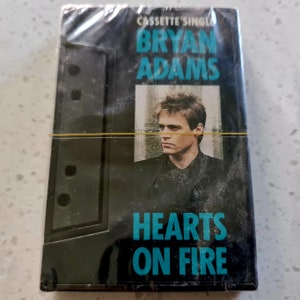 CASSETTE SINGLE
BRYAN
ADAMS
HEARTS
ON FIRE